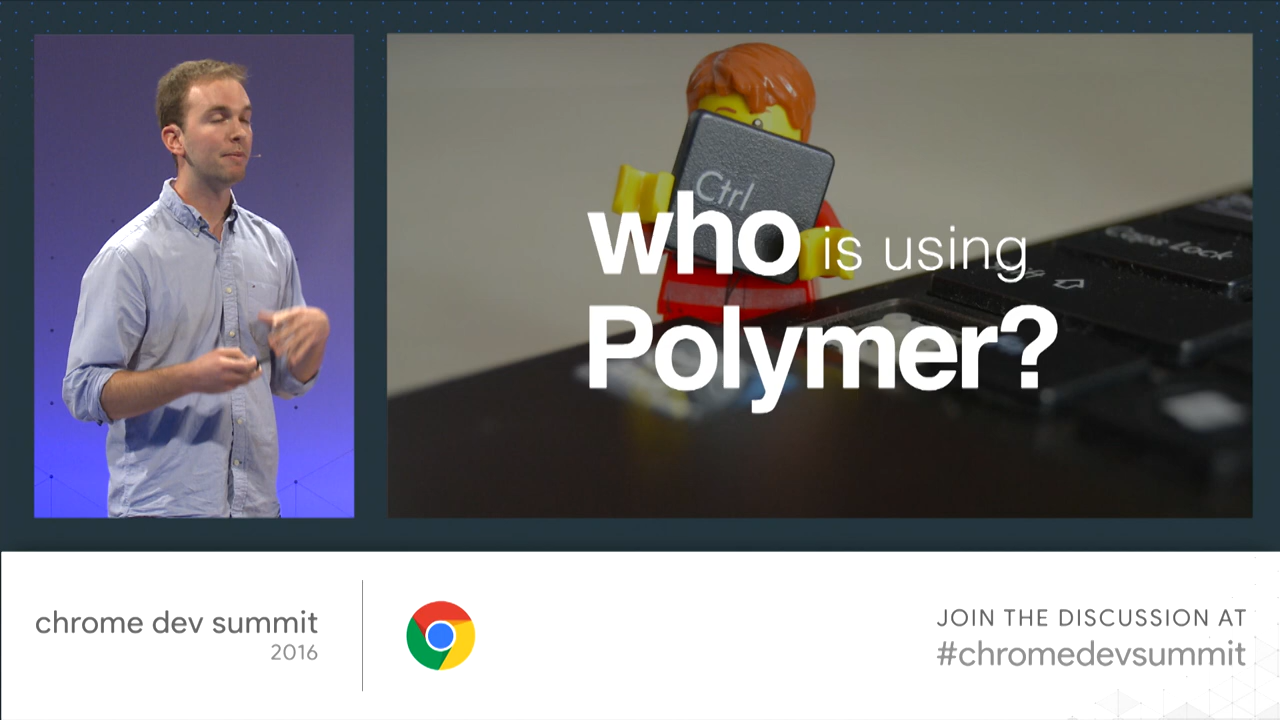 Ctrl
who is using
Polymer?
Caps Lock
chrome dev summit
2016
JOIN THE DISCUSSION AT
#chromedevsummit